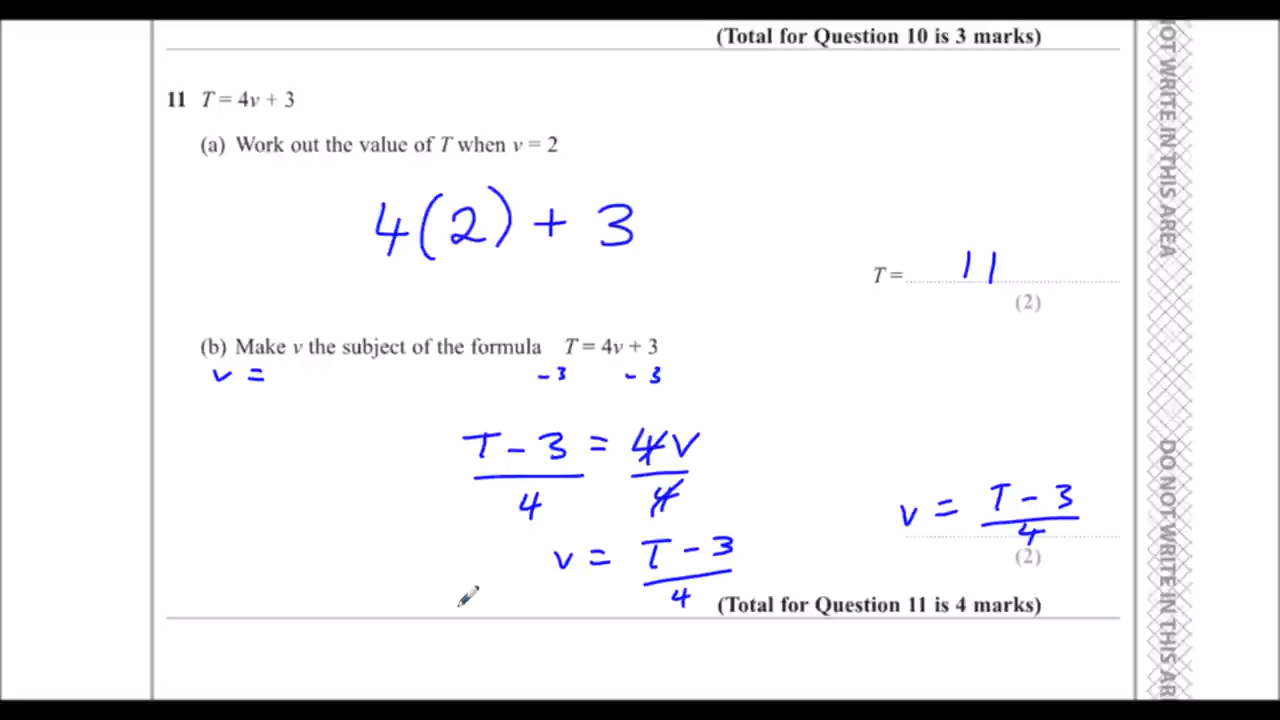 (Total for Question 10 is 3 marks)
11 T = 4v + 3
(a) Work out the value of T when v = 2
4(2) + 3
T = 11
(2)
(b) Make v the subject of the formula T = 4v + 3
v = -3 -3
T - 3 = 4v
4 4
v = T - 3
4
v = T - 3
4
(2)
(Total for Question 11 is 4 marks)
OT WRITE IN THIS AREA
DO NOT WRITE IN THIS AR